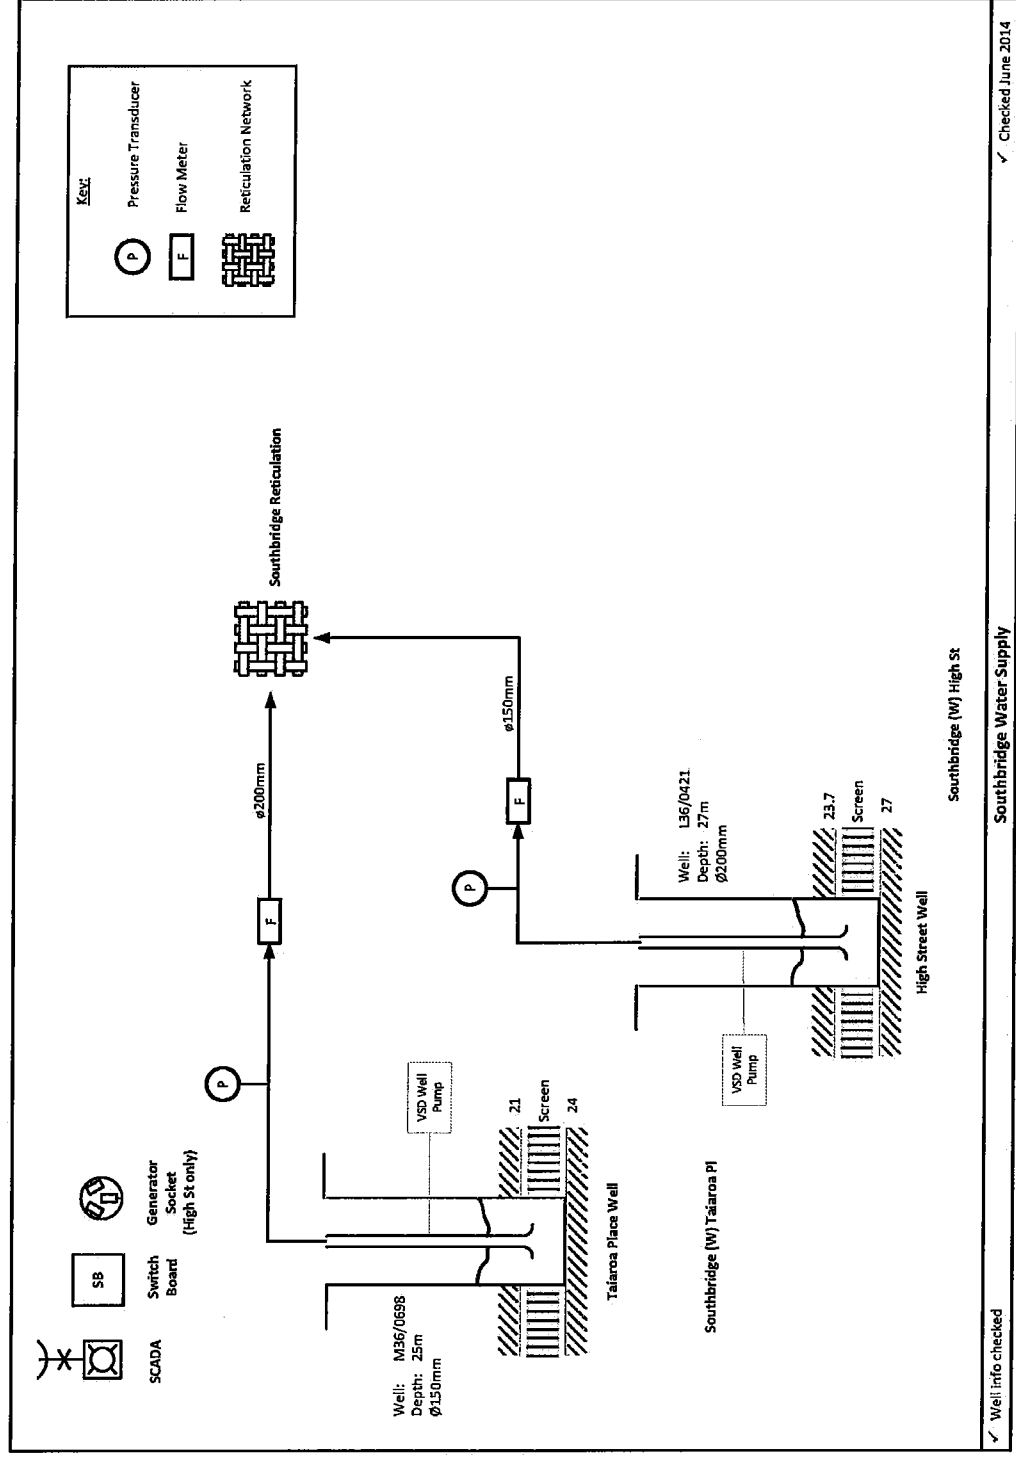 SCADA
SB
Switch
Board
Generator
Socket
(High St only)
Key:
P
Pressure Transducer
F
Flow Meter
Reticulation Network
P
F
ø200mm
Southbridge Reticulation
Well: M36/0698
Depth: 25m
Ø150mm
VSD Well
Pump
21
Screen
24
Taiaroa Place Well
Southbridge (W) Taiaroa Pl
P
F
ø150mm
Well: L36/0421
Depth: 27m
Ø200mm
VSD Well
Pump
23.7
Screen
27
High Street Well
Southbridge (W) High St
✓ Well info checked
Southbridge Water Supply
✓ Checked June 2014